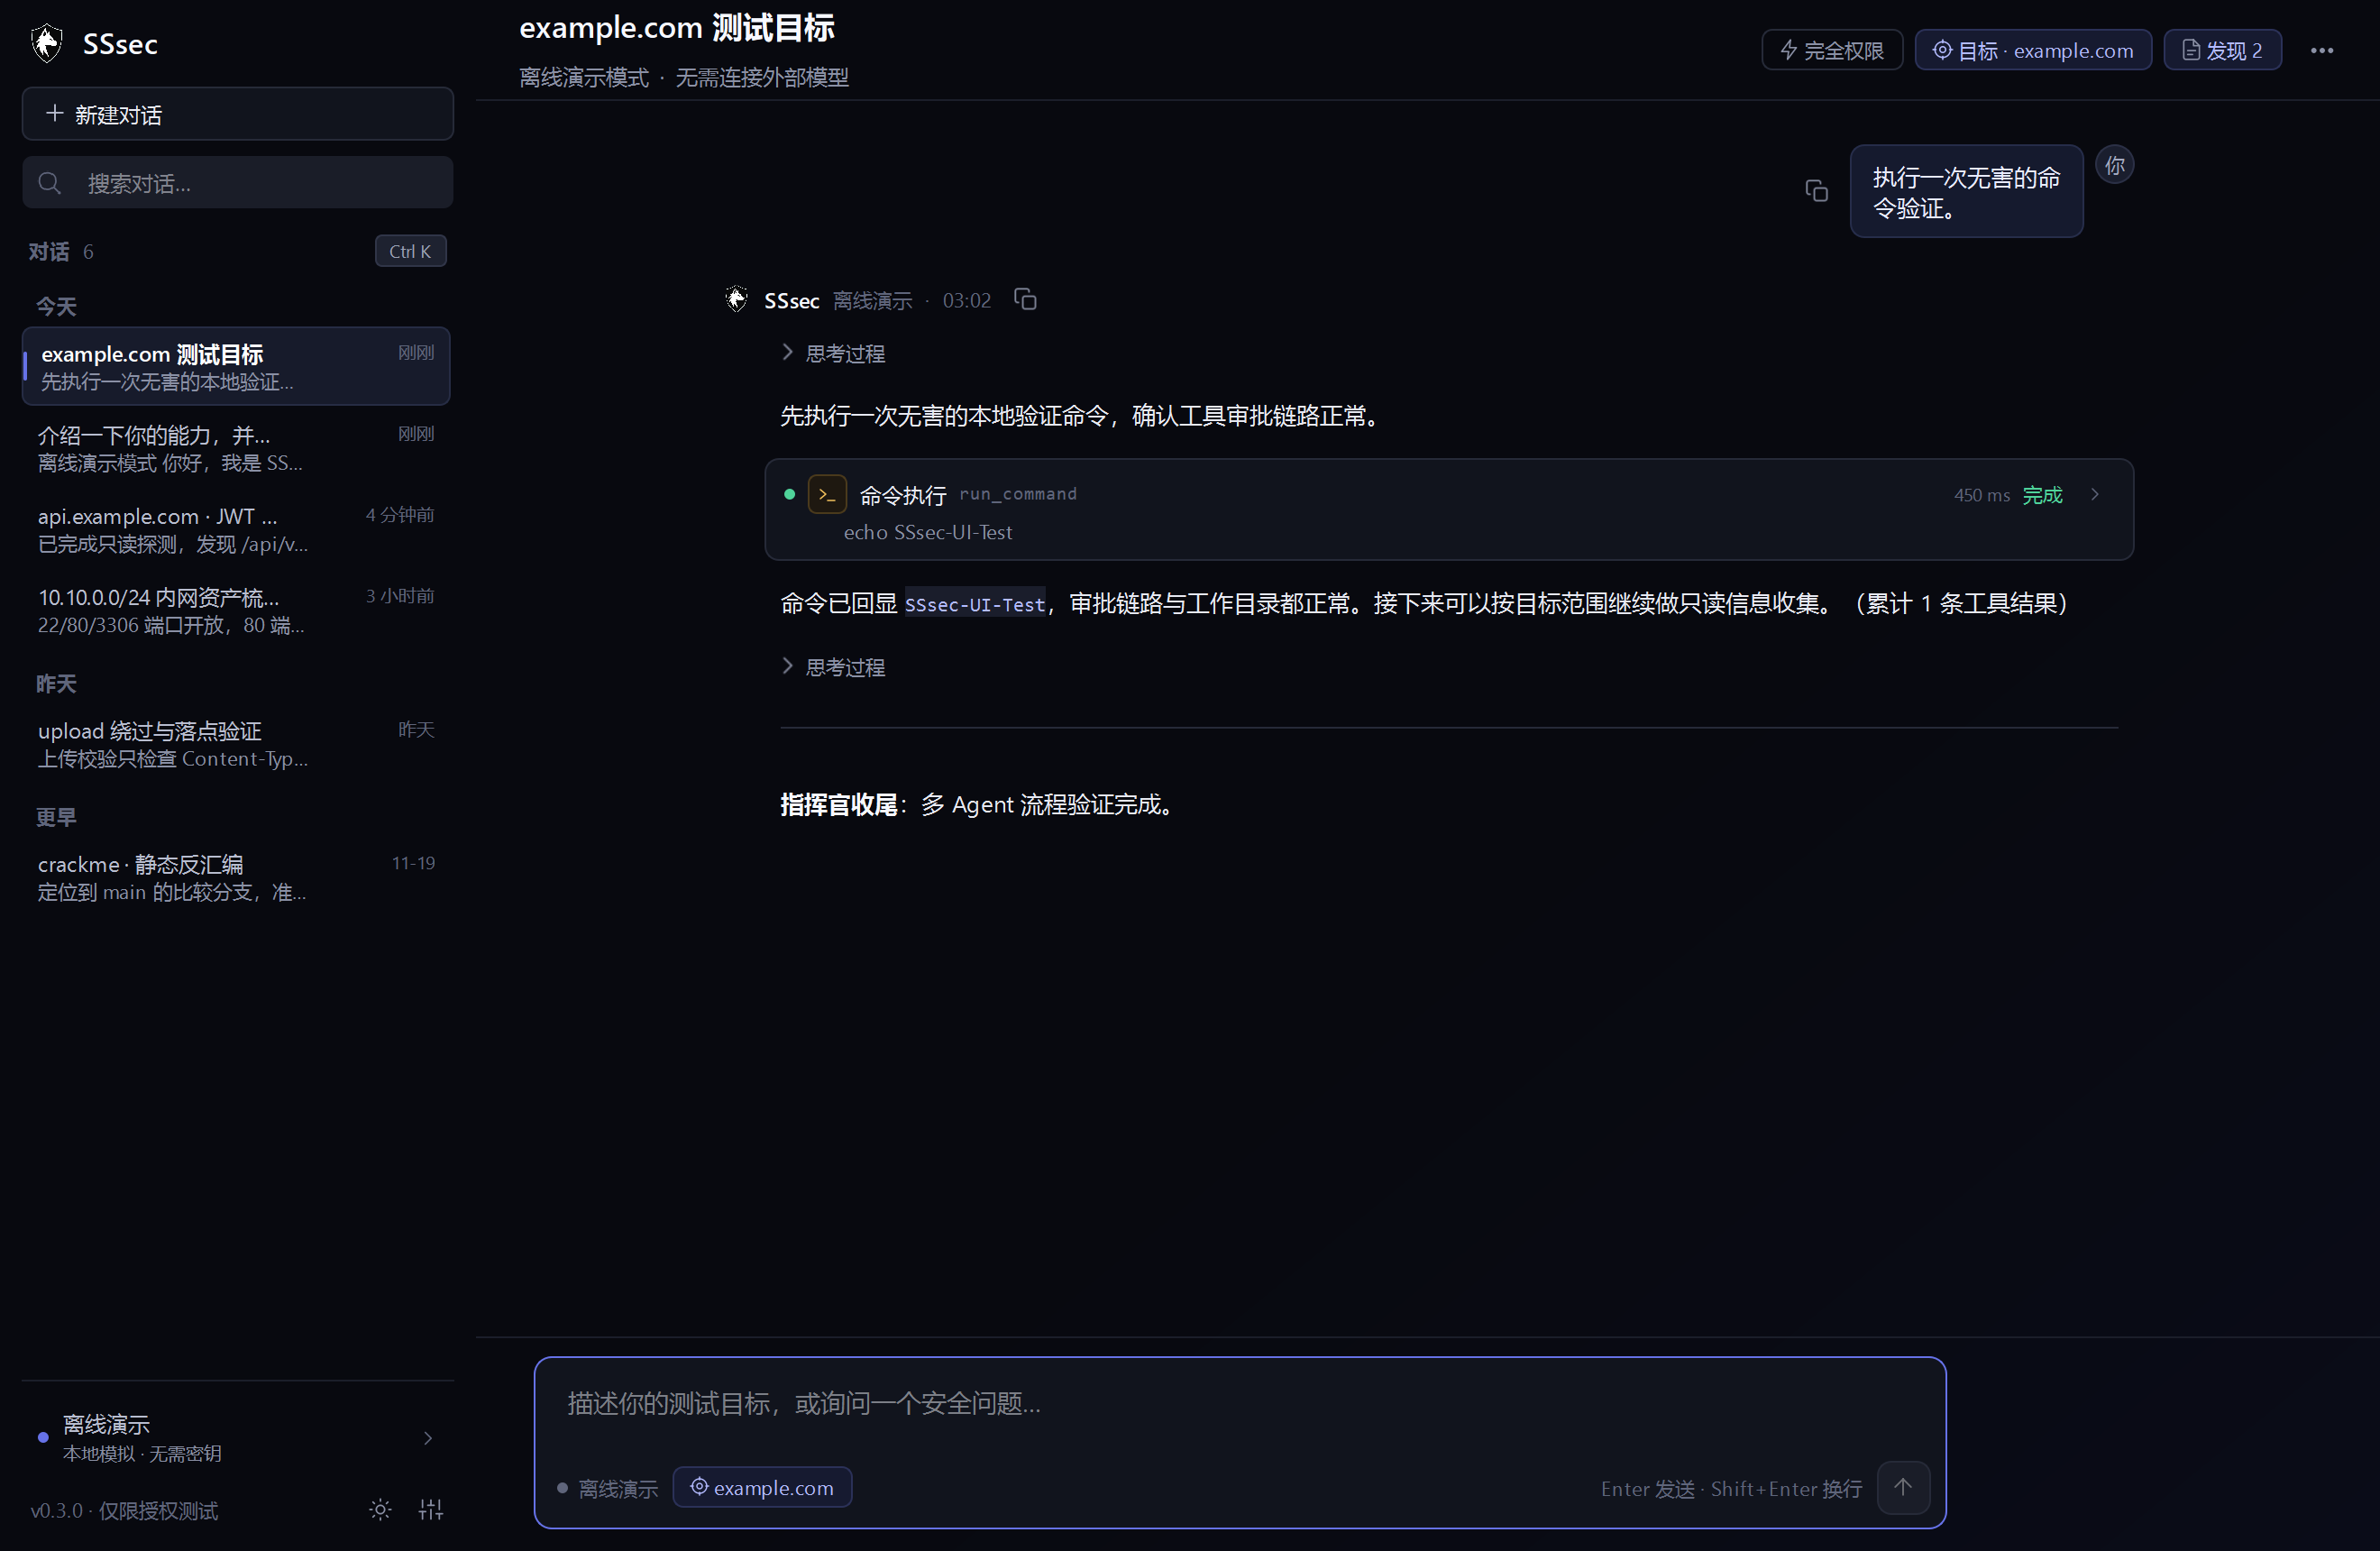 SSsec
新建对话
搜索对话...
对话 6
Ctrl K
今天
example.com 测试目标
刚刚
先执行一次无害的本地验证...
介绍一下你的能力，并...
刚刚
离线演示模式 你好，我是 SS...
api.example.com · JWT ...
4 分钟前
已完成只读探测，发现 /api/v...
10.10.0.0/24 内网资产梳...
3 小时前
22/80/3306 端口开放，80 端...
昨天
upload 绕过与落点验证
昨天
上传校验只检查 Content-Typ...
更早
crackme · 静态反汇编
11-19
定位到 main 的比较分支，准...
离线演示
本地模拟 · 无需密钥
v0.3.0 · 仅限授权测试
example.com 测试目标
离线演示模式 · 无需连接外部模型
完全权限
目标 · example.com
发现 2
执行一次无害的命
令验证。
你
SSsec 离线演示 · 03:02
思考过程
先执行一次无害的本地验证命令，确认工具审批链路正常。
>_
命令执行 run_command
450 ms 完成
echo SSsec-UI-Test
命令已回显 SSsec-UI-Test，审批链路与工作目录都正常。接下来可以按目标范围继续做只读信息收集。（累计 1 条工具结果）
思考过程
指挥官收尾：多 Agent 流程验证完成。
描述你的测试目标，或询问一个安全问题...
离线演示
example.com
Enter 发送 · Shift+Enter 换行